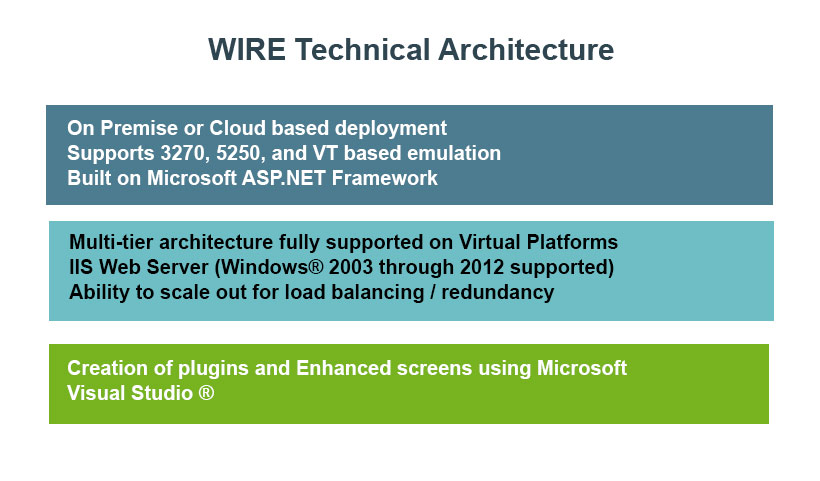 WIRE Technical Architecture
On Premise or Cloud based deployment
Supports 3270, 5250, and VT based emulation
Built on Microsoft ASP.NET Framework
Multi-tier architecture fully supported on Virtual Platforms
IIS Web Server (Windows® 2003 through 2012 supported)
Ability to scale out for load balancing / redundancy
Creation of plugins and Enhanced screens using Microsoft
Visual Studio ®